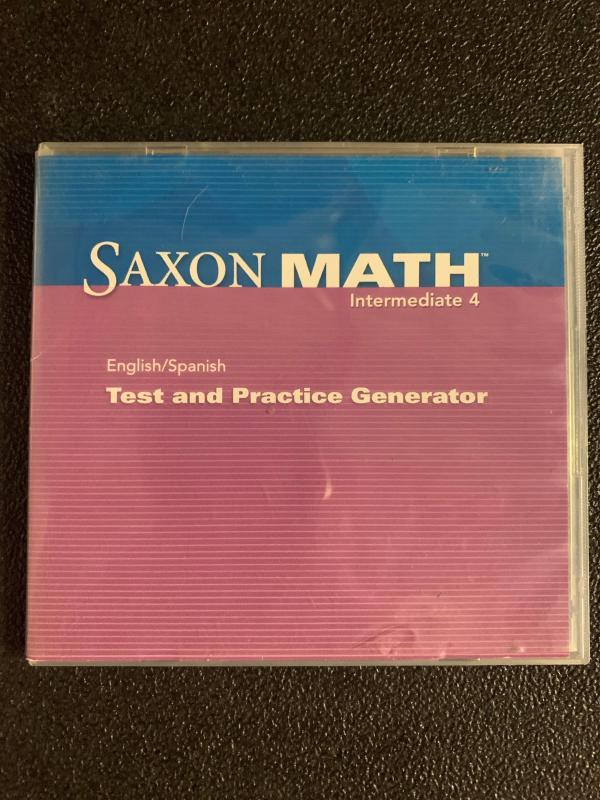 SAXON MATH™
Intermediate 4
English/Spanish
Test and Practice Generator